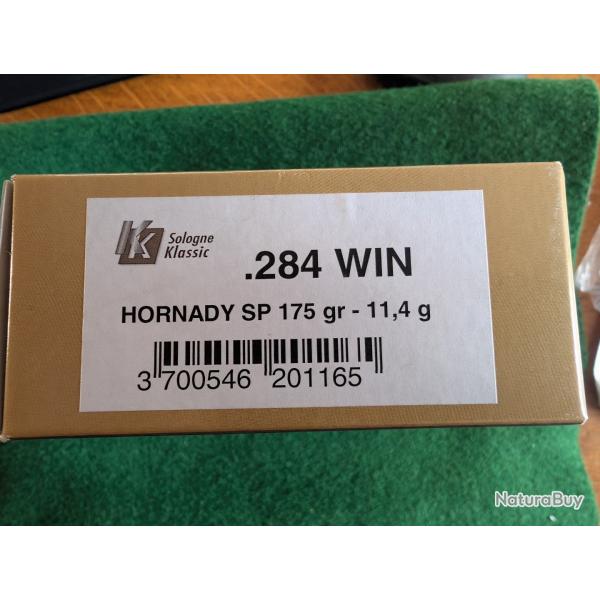 Sologne
Klassic
.284 WIN
HORNADY SP 175 gr - 11,4 g
3 700546 201165
NaturaBuy